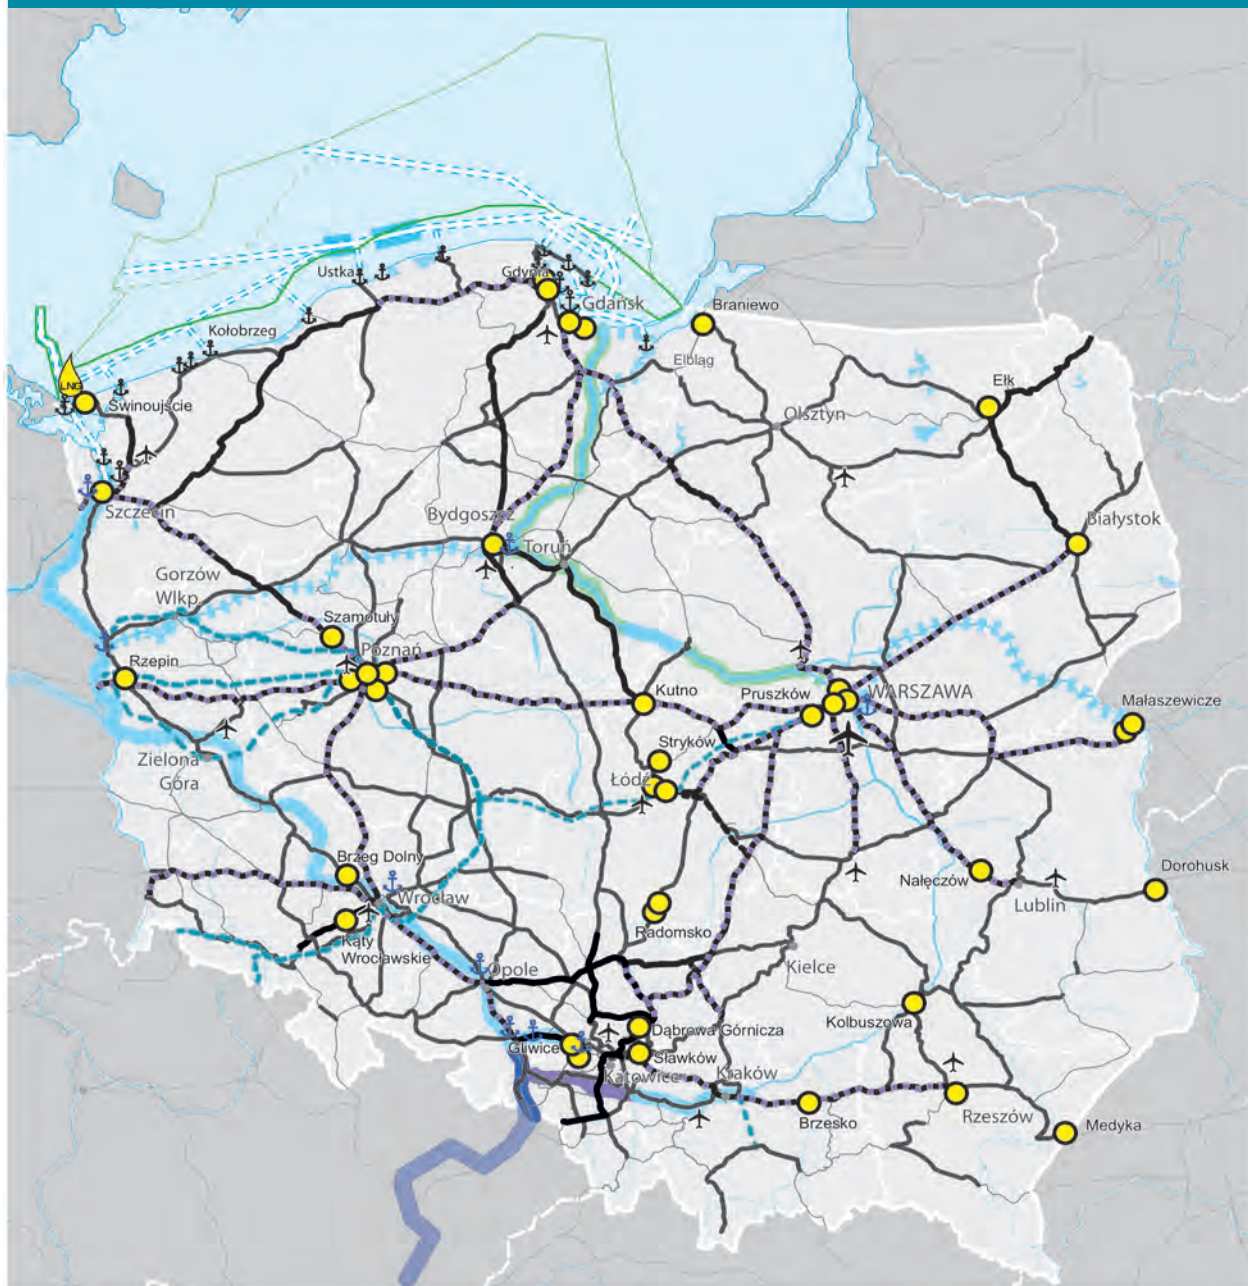 Ustka
Gdynia
Gdańsk
Braniewo
Kołobrzeg
Elbląg
LNG
Ełk
Świnoujście
Olsztyn
Szczecin
Bydgoszcz
Białystok
Toruń
Gorzów
Wlkp.
Szamotuły
Poznań
Rzepin
Kutno
Pruszków
WARSZAWA
Małaszewicze
Stryków
Zielona
Góra
Łódź
Brzeg Dolny
Dorohusk
Nałęczów
Wrocław
Lublin
Radomsko
Kąty
Wrocławskie
Opole
Kielce
Kolbuszowa
Dąbrowa Górnicza
Gliwice
Sławków
Katowice
Kraków
Rzeszów
Brzesko
Medyka